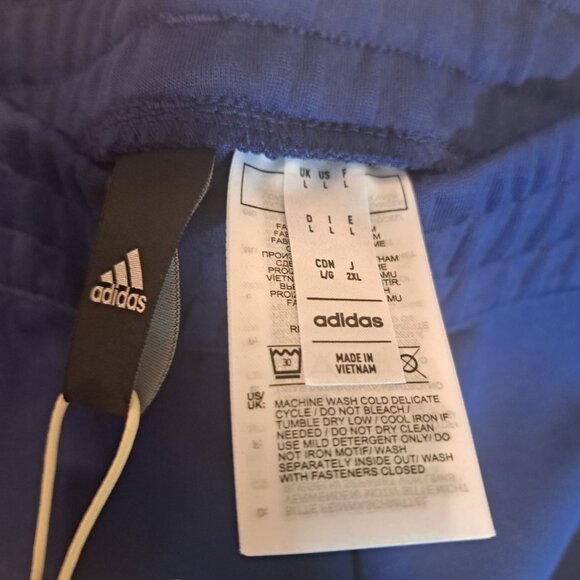 adidas
UK US F
L L L
D I E
L L L
CDN J
L/G 2XL
adidas
MADE IN
VIETNAM
30
US/
UK:
MACHINE WASH COLD DELICATE
CYCLE / DO NOT BLEACH /
TUMBLE DRY LOW / COOL IRON IF
NEEDED / DO NOT DRY CLEAN
USE MILD DETERGENT ONLY/ DO
NOT IRON MOTIF/ WASH
SEPARATELY INSIDE OUT/ WASH
WITH FASTENERS CLOSED